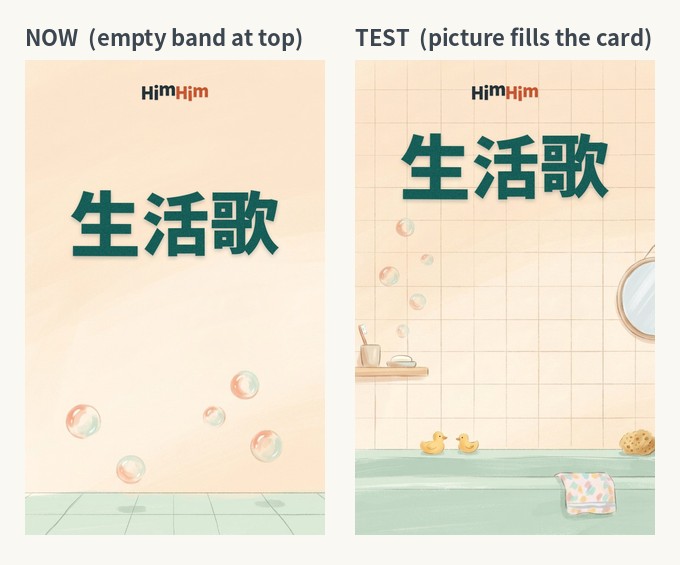 NOW (empty band at top)
HimHim
生活歌
TEST (picture fills the card)
HimHim
生活歌